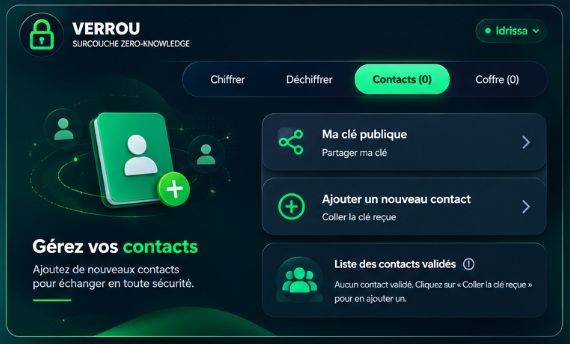 VERROU
SURCOUCHE ZERO-KNOWLEDGE
Idrissa
Chiffrer
Déchiffrer
Contacts (0)
Coffre (0)
Ma clé publique
Partager ma clé
Ajouter un nouveau contact
Coller la clé reçue
Gérez vos contacts
Ajoutez de nouveaux contacts
pour échanger en toute sécurité.
Liste des contacts validés
Aucun contact validé. Cliquez sur « Coller la clé reçue »
pour en ajouter un.